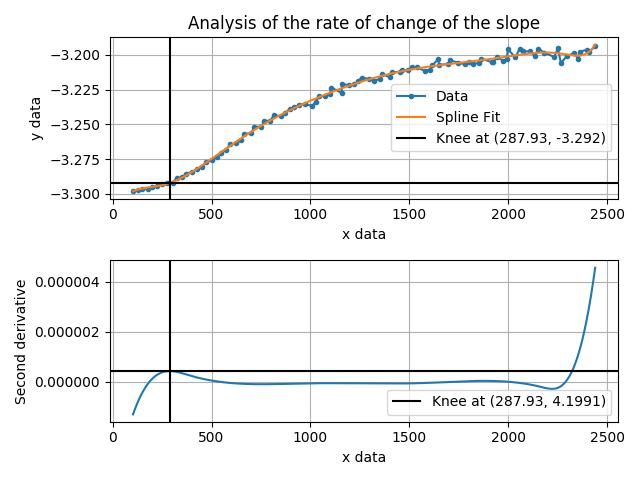 Analysis of the rate of change of the slope
−3.200
−3.225
−3.250
−3.275
−3.300
y data
Data
Spline Fit
Knee at (287.93, -3.292)
0 500 1000 1500 2000 2500
x data
0.000004
0.000002
0.000000
Second derivative
Knee at (287.93, 4.1991)
0 500 1000 1500 2000 2500
x data